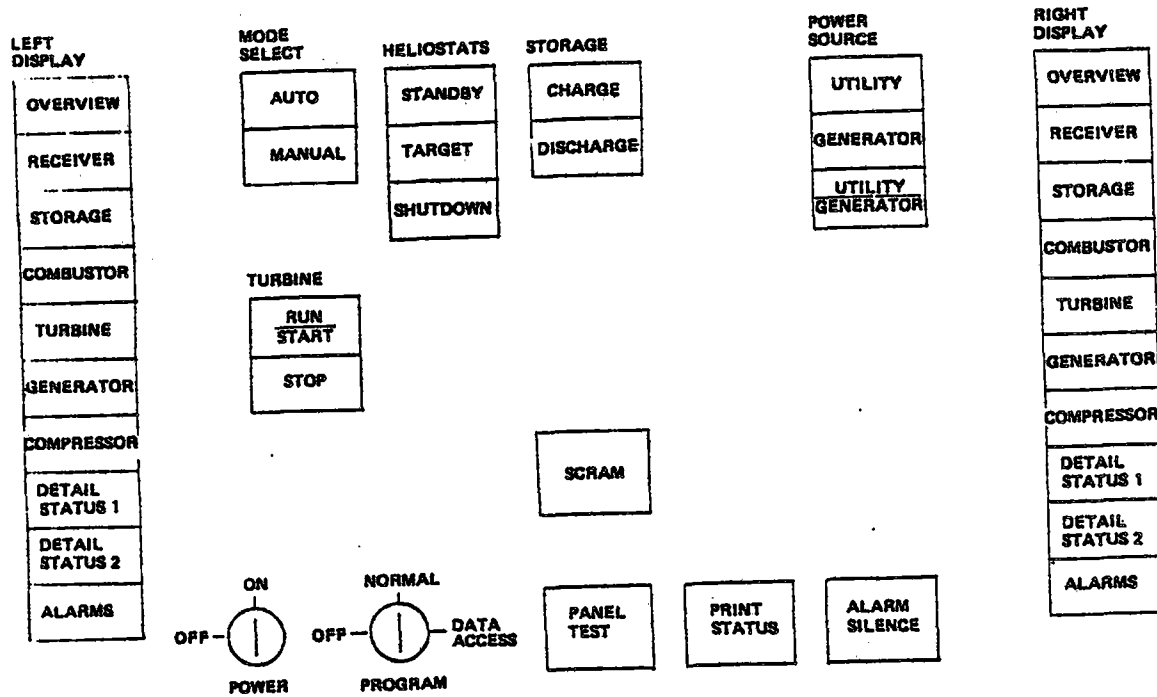 LEFT
DISPLAY
OVERVIEW
RECEIVER
STORAGE
COMBUSTOR
TURBINE
GENERATOR
COMPRESSOR
DETAIL
STATUS 1
DETAIL
STATUS 2
ALARMS
MODE
SELECT
AUTO
MANUAL
HELIOSTATS
STANDBY
TARGET
SHUTDOWN
STORAGE
CHARGE
DISCHARGE
POWER
SOURCE
UTILITY
GENERATOR
UTILITY
GENERATOR
TURBINE
RUN
START
STOP
SCRAM
ON
OFF
POWER
NORMAL
OFF
DATA
ACCESS
PROGRAM
PANEL
TEST
PRINT
STATUS
ALARM
SILENCE
RIGHT
DISPLAY
OVERVIEW
RECEIVER
STORAGE
COMBUSTOR
TURBINE
GENERATOR
COMPRESSOR
DETAIL
STATUS 1
DETAIL
STATUS 2
ALARMS